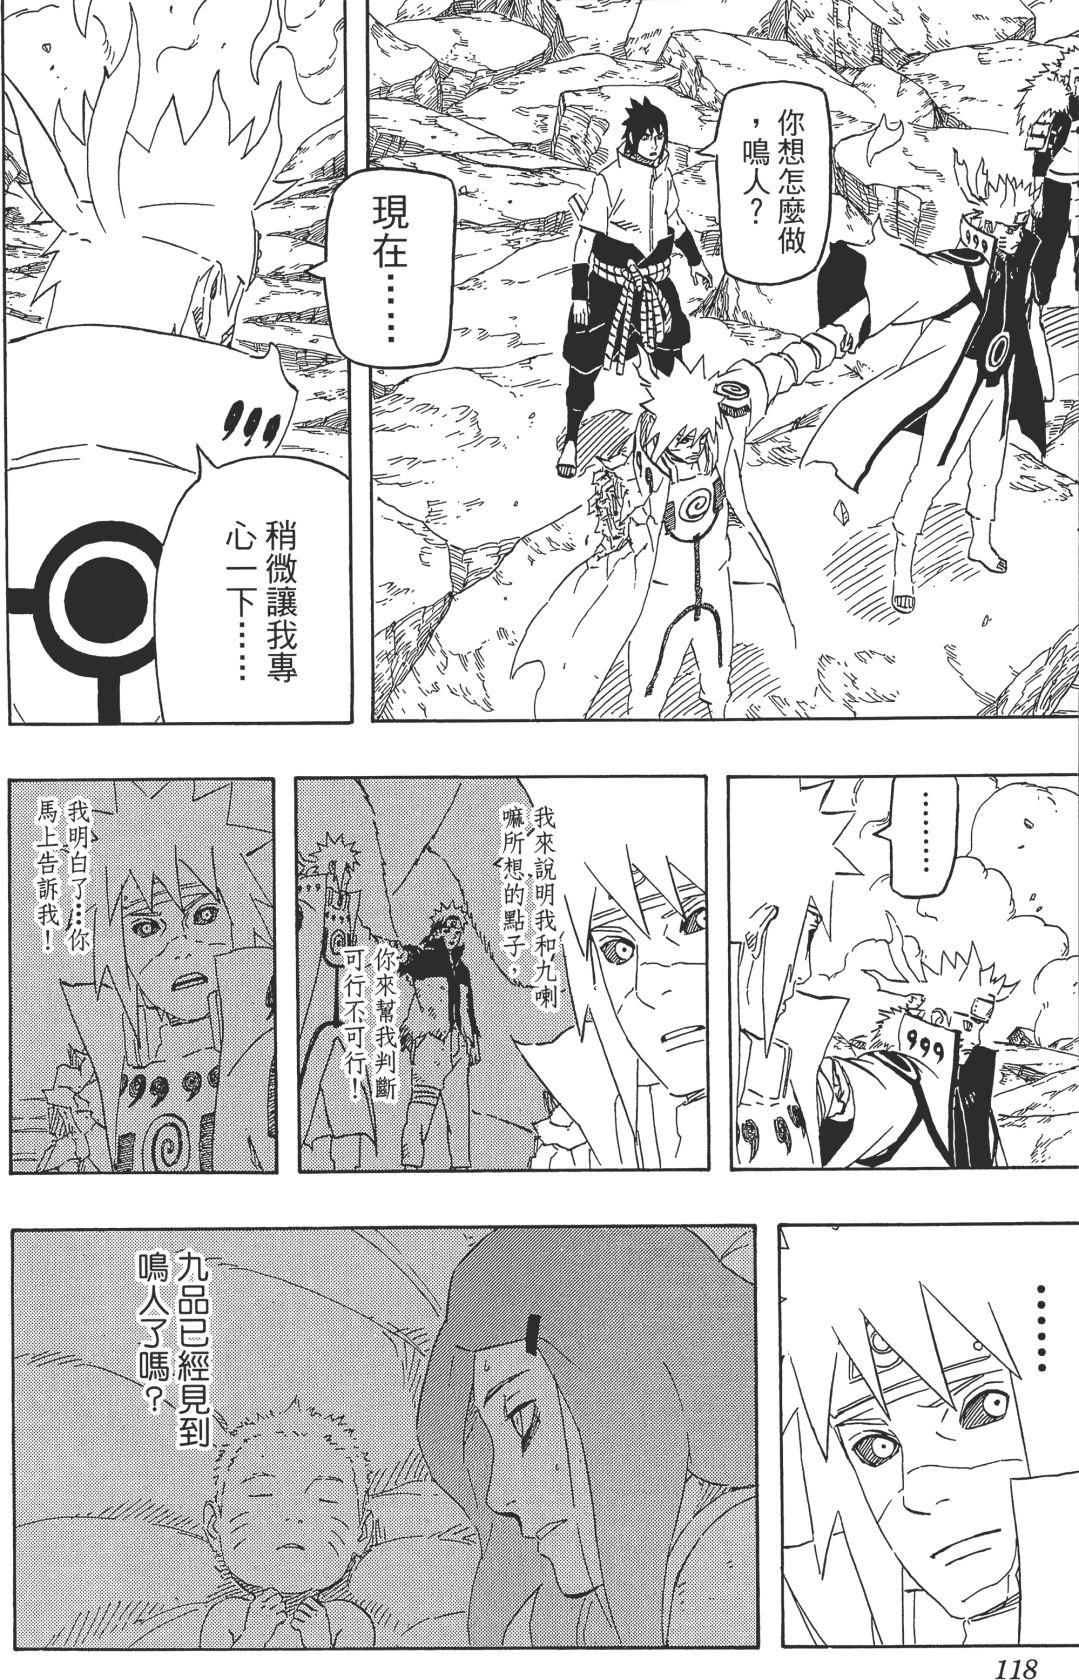 你想怎麼做
，鳴人？
現在……
稍微讓我專
心一下……
………
我來說明我和九喇
嘛所想的點子，
你來幫我判斷
可行不可行！
我明白了…你
馬上告訴我！
………
九品已經見到
鳴人了嗎？
118